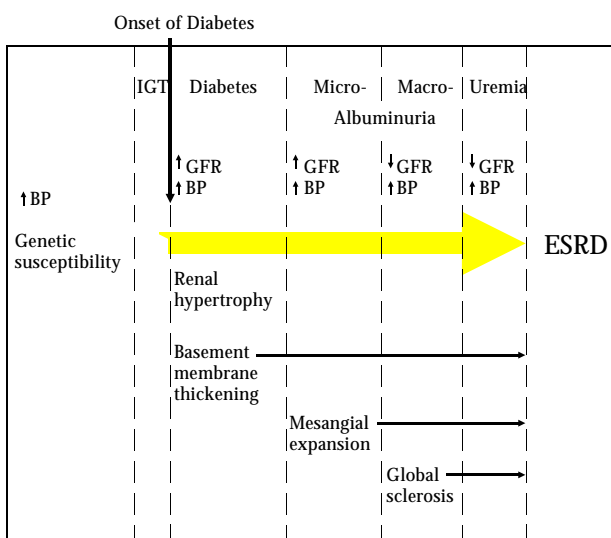 Onset of Diabetes
IGT Diabetes Micro- Macro- Uremia
Albuminuria
↑ GFR ↑ GFR ↓ GFR ↓ GFR
↑ BP ↑ BP ↑ BP ↑ BP
↑ BP
Genetic
susceptibility
ESRD
Renal
hypertrophy
Basement
membrane
thickening
Mesangial
expansion
Global
sclerosis